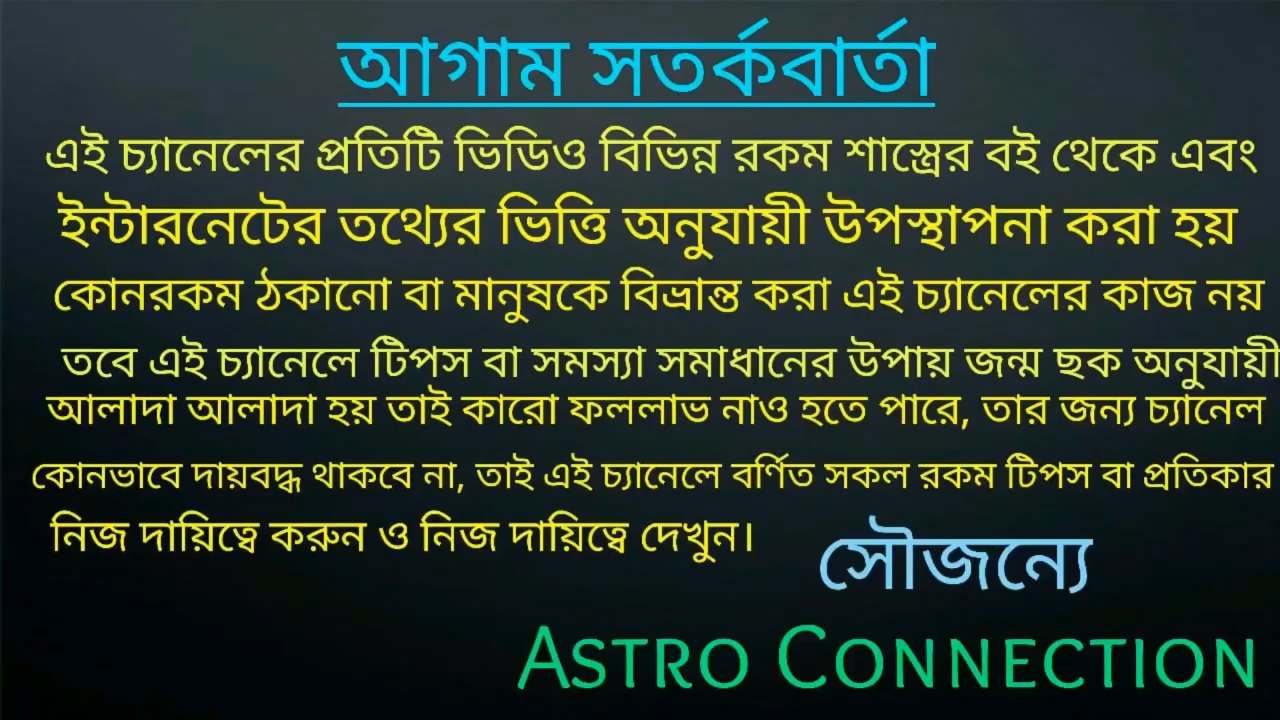 আগাম সতর্কবার্তা
এই চ্যানেলের প্রতিটি ভিডিও বিভিন্ন রকম শাস্ত্রের বই থেকে এবং
ইন্টারনেটের তথ্যের ভিত্তি অনুযায়ী উপস্থাপনা করা হয়
কোনরকম ঠকানো বা মানুষকে বিভ্রান্ত করা এই চ্যানেলের কাজ নয়
তবে এই চ্যানেলে টিপস বা সমস্যা সমাধানের উপায় জন্ম ছক অনুযায়ী
আলাদা আলাদা হয় তাই কারো ফললাভ নাও হতে পারে, তার জন্য চ্যানেল
কোনভাবে দায়বদ্ধ থাকবে না, তাই এই চ্যানেলে বর্ণিত সকল রকম টিপস বা প্রতিকার
নিজ দায়িত্বে করুন ও নিজ দায়িত্বে দেখুন।
সৌজন্যে
ASTRO CONNECTION